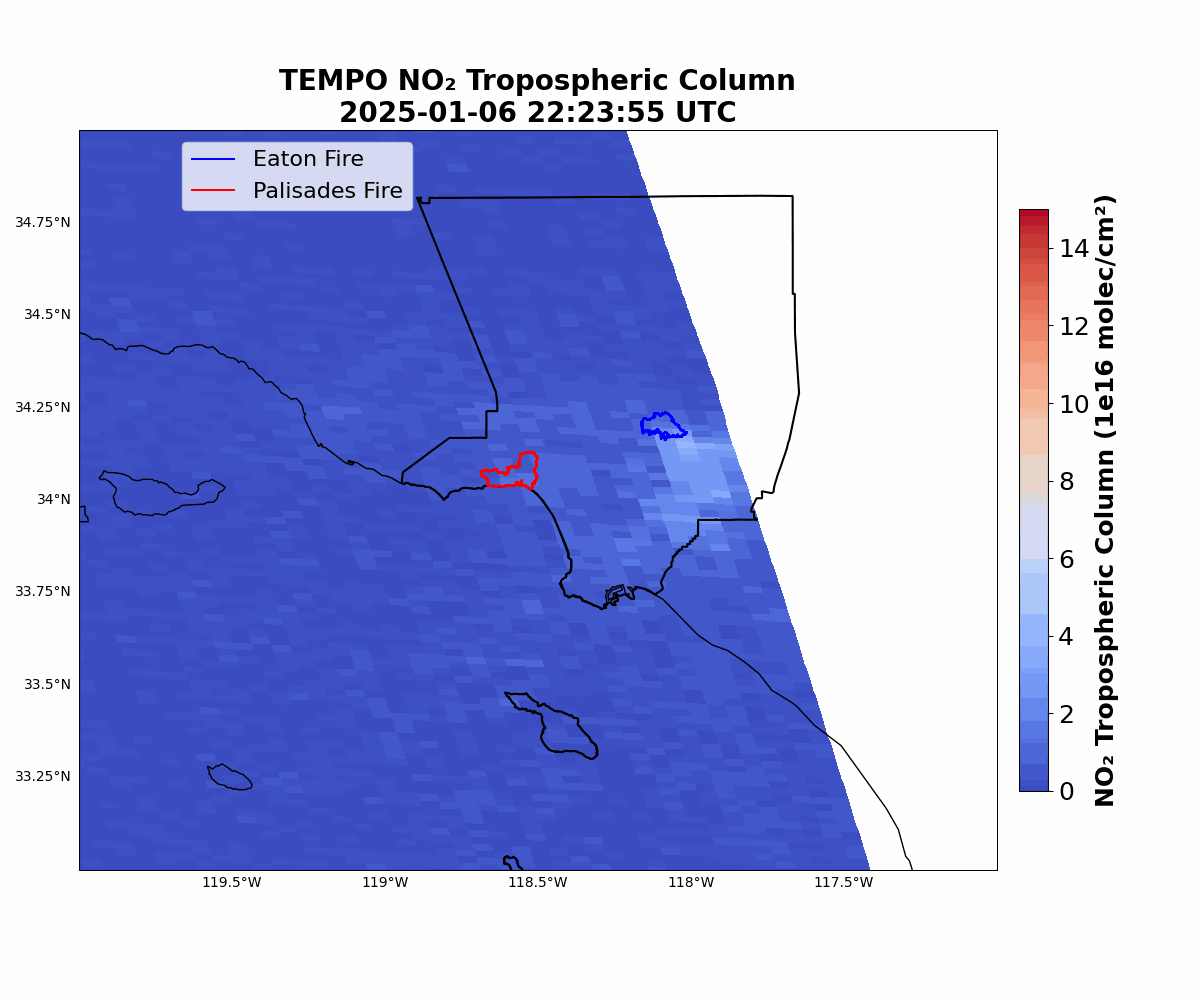 TEMPO NO₂ Tropospheric Column
2025-01-06 22:23:55 UTC
Eaton Fire
Palisades Fire
34.75°N
34.5°N
34.25°N
34°N
33.75°N
33.5°N
33.25°N
119.5°W
119°W
118.5°W
118°W
117.5°W
14
12
10
8
6
4
2
0
NO₂ Tropospheric Column (1e16 molec/cm²)